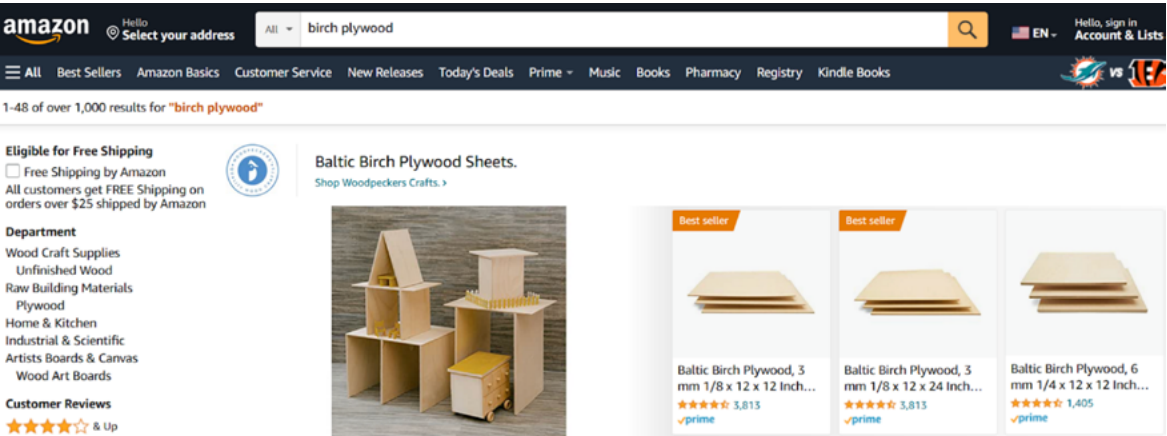 amazon
Hello
Select your address
All
birch plywood
EN
Hello, sign in
Account & Lists
All Best Sellers Amazon Basics Customer Service New Releases Today's Deals Prime Music Books Pharmacy Registry Kindle Books
vs
1-48 of over 1,000 results for "birch plywood"
Eligible for Free Shipping
Free Shipping by Amazon
All customers get FREE Shipping on
orders over $25 shipped by Amazon
Department
Wood Craft Supplies
Unfinished Wood
Raw Building Materials
Plywood
Home & Kitchen
Industrial & Scientific
Artists Boards & Canvas
Wood Art Boards
Customer Reviews
& Up
Baltic Birch Plywood Sheets.
Shop Woodpeckers Crafts. ›
Best seller
Baltic Birch Plywood, 3
mm 1/8 x 12 x 12 Inch...
3,813
prime
Best seller
Baltic Birch Plywood, 3
mm 1/8 x 12 x 24 Inch...
3,813
prime
Baltic Birch Plywood, 6
mm 1/4 x 12 x 12 Inch...
1,405
prime